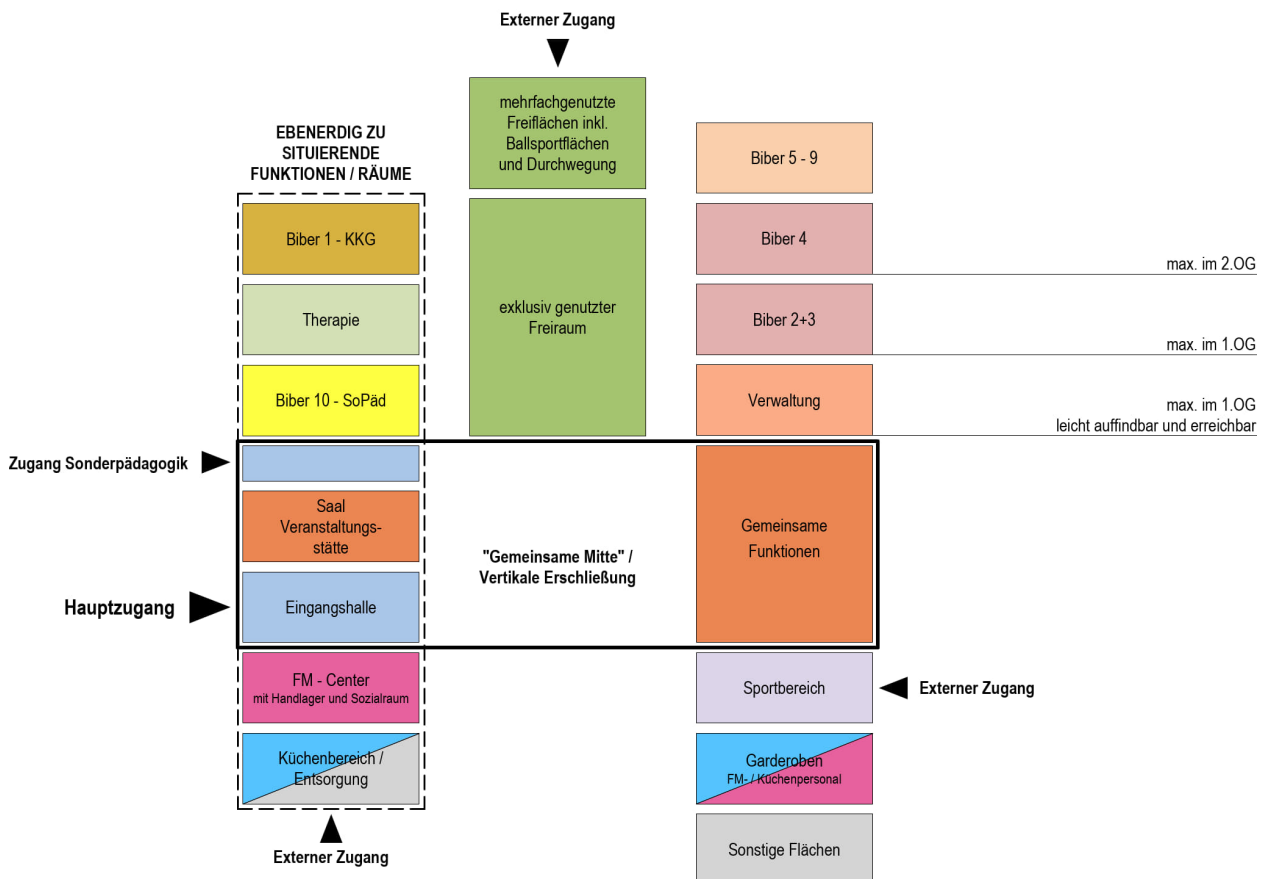 Externer Zugang
mehrfachgenutzte
Freiflächen inkl.
Ballsportflächen
und Durchwegung
EBENERDIG ZU
SITUIERENDE
FUNKTIONEN / RÄUME
Biber 5 - 9
Biber 1 - KKG
Biber 4
max. im 2.OG
Therapie
exklusiv genutzter
Freiraum
Biber 2+3
max. im 1.OG
Biber 10 - SoPäd
Verwaltung
max. im 1.OG
leicht auffindbar und erreichbar
Zugang Sonderpädagogik
Saal
Veranstaltungs-
stätte
"Gemeinsame Mitte" /
Vertikale Erschließung
Gemeinsame
Funktionen
Hauptzugang
Eingangshalle
FM - Center
mit Handlager und Sozialraum
Sportbereich
Externer Zugang
Küchenbereich /
Entsorgung
Garderoben
FM- / Küchenpersonal
Externer Zugang
Sonstige Flächen